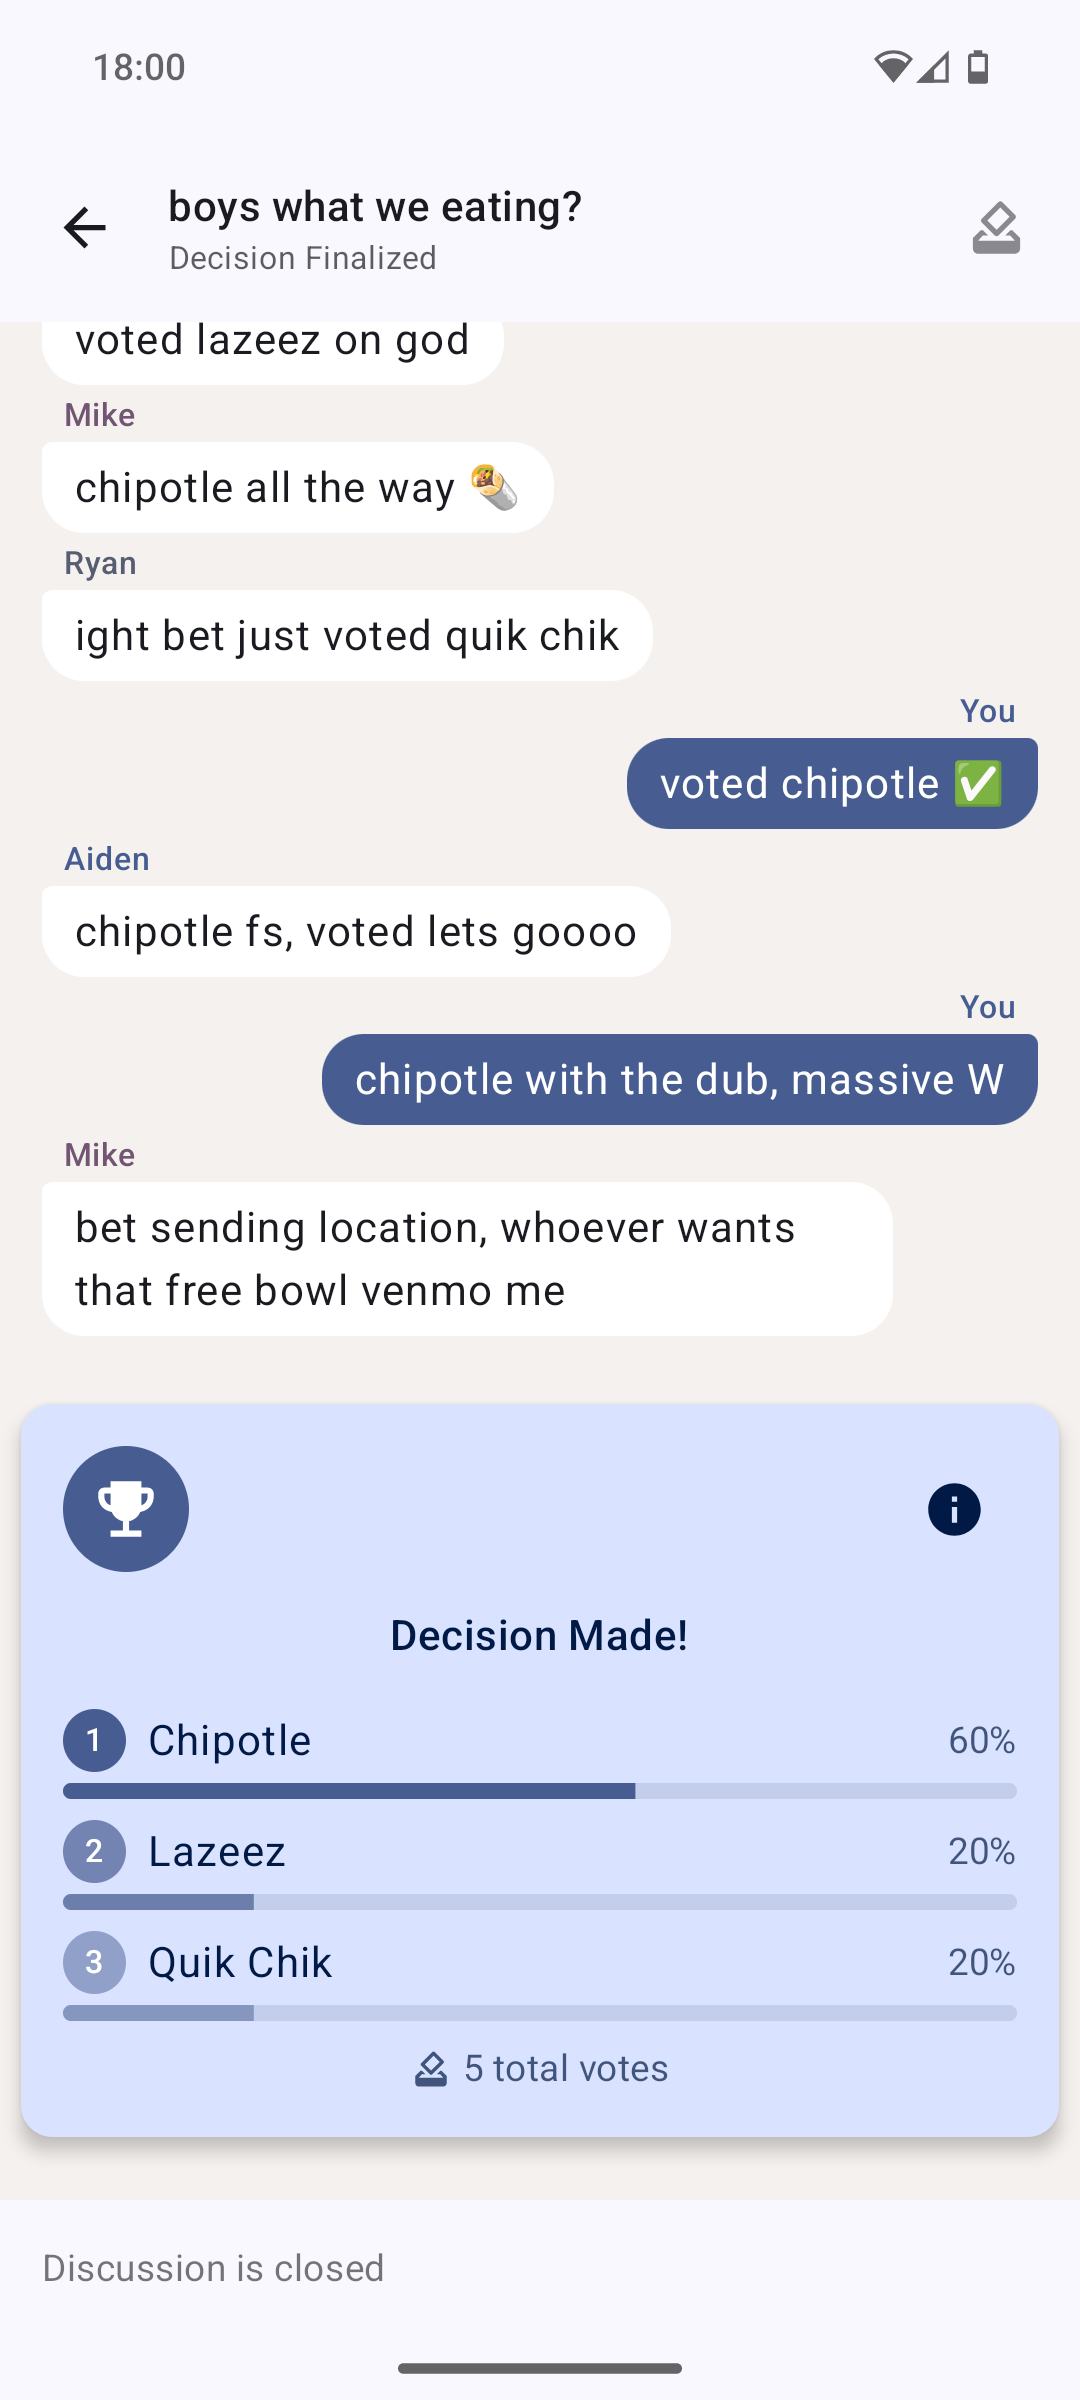 18:00
boys what we eating?
Decision Finalized
voted lazeez on god
Mike
chipotle all the way 🌯
Ryan
ight bet just voted quik chik
You
voted chipotle ✅
Aiden
chipotle fs, voted lets goooo
You
chipotle with the dub, massive W
Mike
bet sending location, whoever wants
that free bowl venmo me
Decision Made!
1 Chipotle 60%
2 Lazeez 20%
3 Quik Chik 20%
5 total votes
Discussion is closed